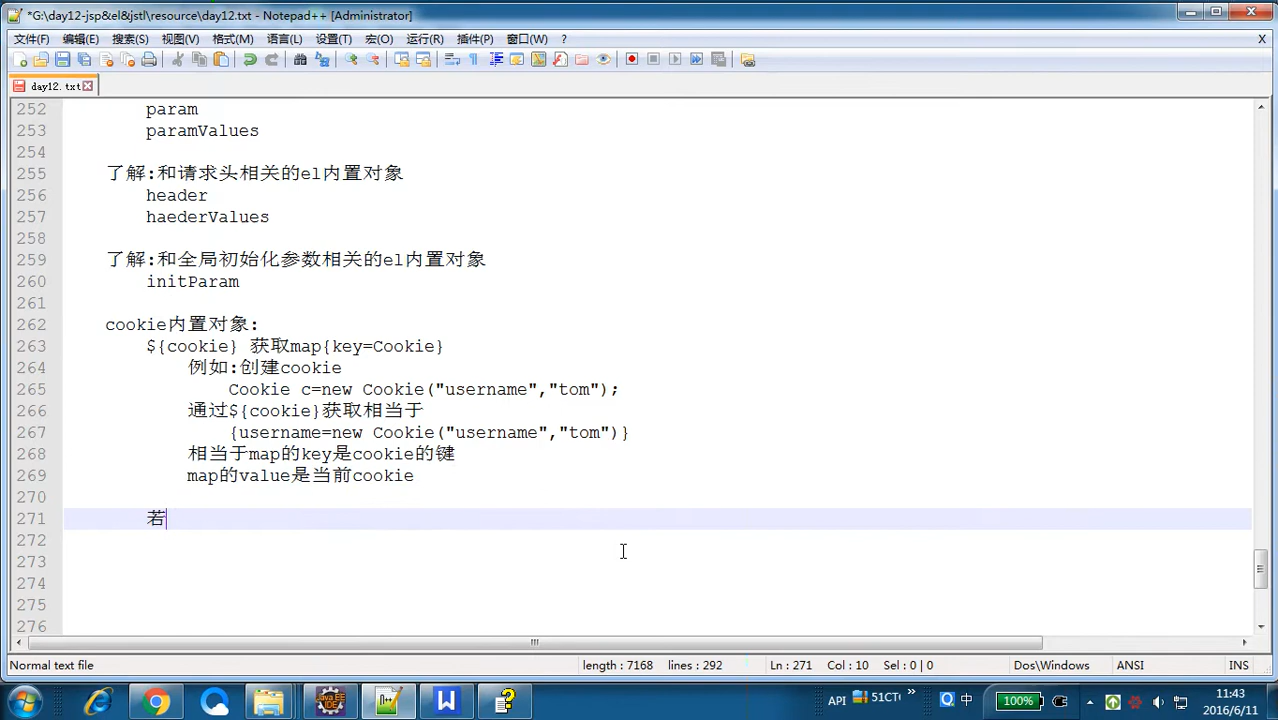 *G:\day12-jsp&el&jstl\resource\day12.txt - Notepad++ [Administrator]
文件(F) 编辑(E) 搜索(S) 视图(V) 格式(M) 语言(L) 设置(T) 宏(O) 运行(R) 插件(P) 窗口(W) ? X
day12.txt
252 param
253 paramValues
254
255 了解:和请求头相关的el内置对象
256 header
257 haederValues
258
259 了解:和全局初始化参数相关的el内置对象
260 initParam
261
262 cookie内置对象:
263 ${cookie} 获取map{key=Cookie}
264 例如:创建cookie
265 Cookie c=new Cookie("username","tom");
266 通过${cookie}获取相当于
267 {username=new Cookie("username","tom")}
268 相当于map的key是cookie的键
269 map的value是当前cookie
270
271 若
272
273
274
275
276
Normal text file length : 7168 lines : 292 Ln : 271 Col : 10 Sel : 0 | 0 Dos\Windows ANSI INS
API 51CT( » 中 100% 11:43
2016/6/11